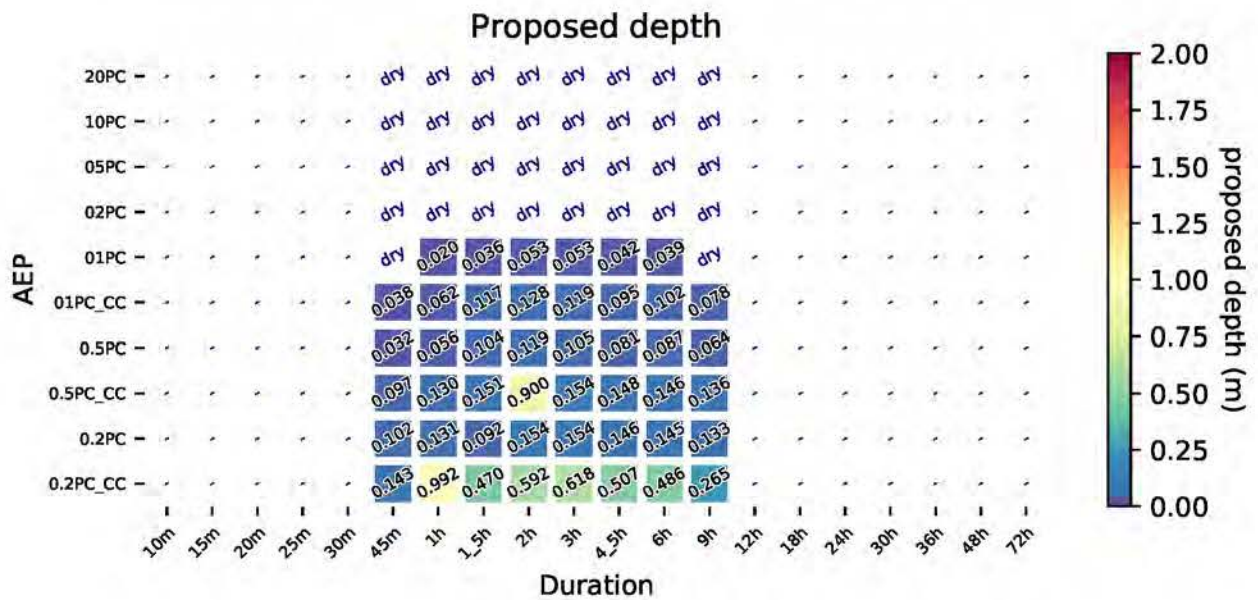 Proposed depth
20PC - - - - - dry dry dry dry dry dry dry dry - - - - - - -
10PC - - - - - dry dry dry dry dry dry dry dry - - - - - - -
05PC - - - - - dry dry dry dry dry dry dry dry - - - - - - -
02PC - - - - - dry dry dry dry dry dry dry dry - - - - - - -
01PC - - - - - dry 0.020 0.036 0.053 0.053 0.042 0.039 dry - - - - - - -
01PC_CC - - - - - 0.038 0.062 0.117 0.128 0.119 0.095 0.102 0.078 - - - - - - -
0.5PC - - - - - 0.032 0.056 0.104 0.119 0.105 0.081 0.087 0.064 - - - - - - -
0.5PC_CC - - - - - 0.097 0.130 0.151 0.900 0.154 0.148 0.146 0.136 - - - - - - -
0.2PC - - - - - 0.102 0.131 0.092 0.154 0.154 0.146 0.145 0.133 - - - - - - -
0.2PC_CC - - - - - 0.143 0.992 0.470 0.592 0.618 0.507 0.486 0.265 - - - - - - -
10m 15m 20m 25m 30m 45m 1h 1_5h 2h 3h 4_5h 6h 9h 12h 18h 24h 30h 36h 48h 72h
Duration
AEP
2.00
1.75
1.50
1.25
1.00
0.75
0.50
0.25
0.00
proposed depth (m)